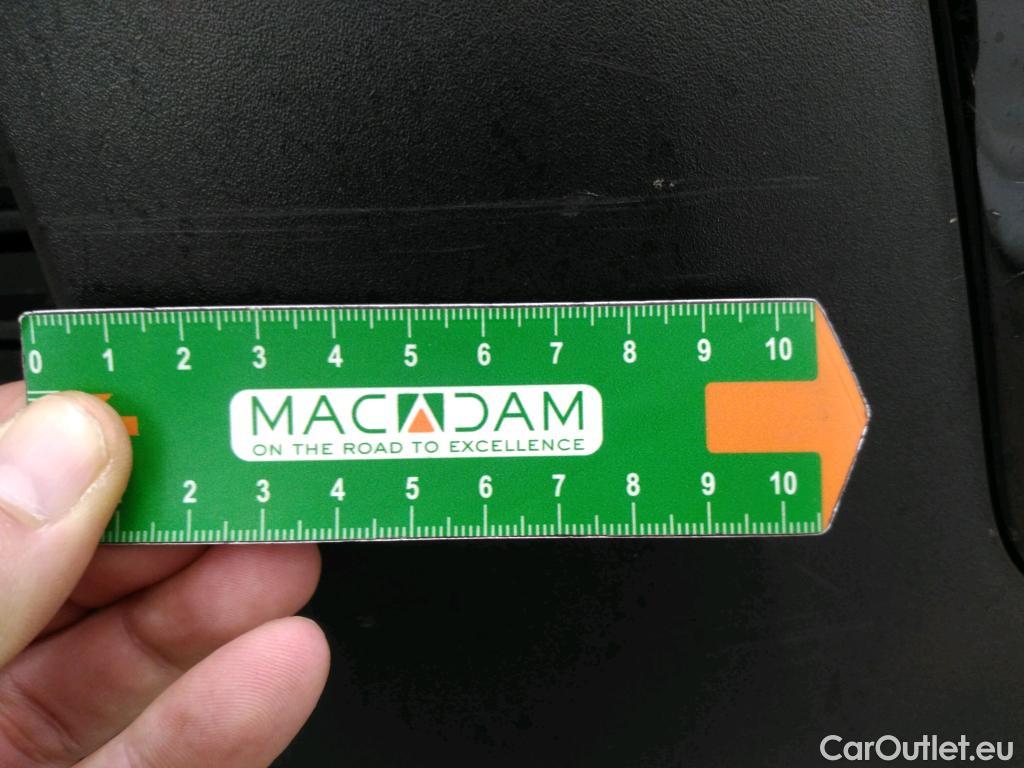 0 1 2 3 4 5 6 7 8 9 10
MACADAM
ON THE ROAD TO EXCELLENCE
2 3 4 5 6 7 8 9 10
CarOutlet.eu